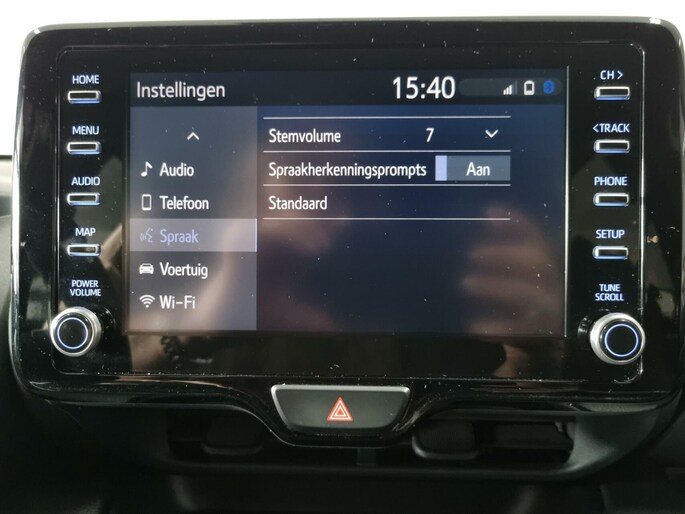 HOME
MENU
AUDIO
MAP
POWER
VOLUME
Instellingen
15:40
Audio
Telefoon
Spraak
Voertuig
Wi-Fi
Stemvolume 7
Spraakherkenningsprompts Aan
Standaard
CH >
<TRACK
PHONE
SETUP
TUNE
SCROLL